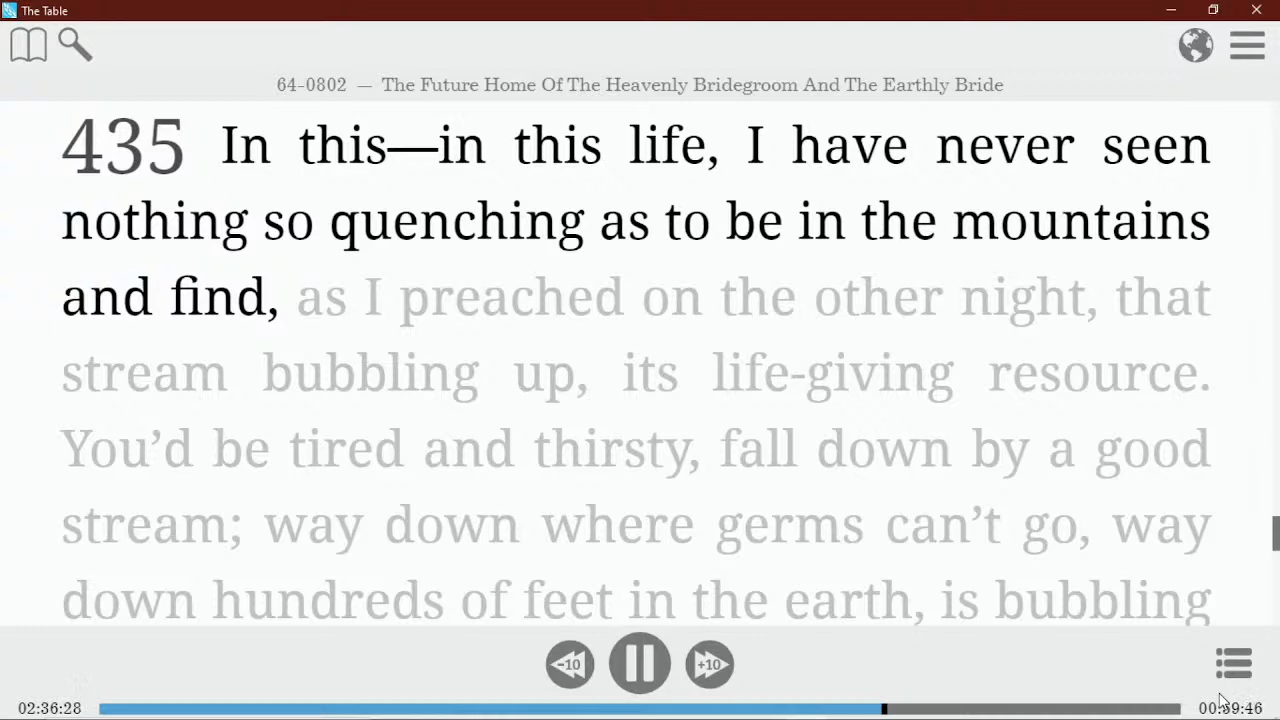 The Table
64-0802 — The Future Home Of The Heavenly Bridegroom And The Earthly Bride
435 In this—in this life, I have never seen
nothing so quenching as to be in the mountains
and find, as I preached on the other night, that
stream bubbling up, its life-giving resource.
You’d be tired and thirsty, fall down by a good
stream; way down where germs can’t go, way
down hundreds of feet in the earth, is bubbling
-10 +10
02:36:28 00:59:46